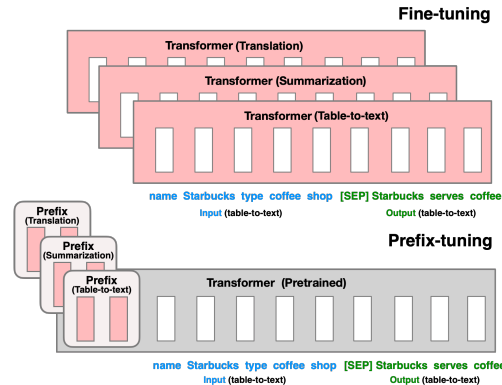 Fine-tuning
Transformer (Translation)
Transformer (Summarization)
Transformer (Table-to-text)
name Starbucks type coffee shop [SEP] Starbucks serves coffee
Input (table-to-text) Output (table-to-text)
Prefix-tuning
Prefix
(Translation)
Prefix
(Summarization)
Prefix
(Table-to-text)
Transformer (Pretrained)
name Starbucks type coffee shop [SEP] Starbucks serves coffee
Input (table-to-text) Output (table-to-text)